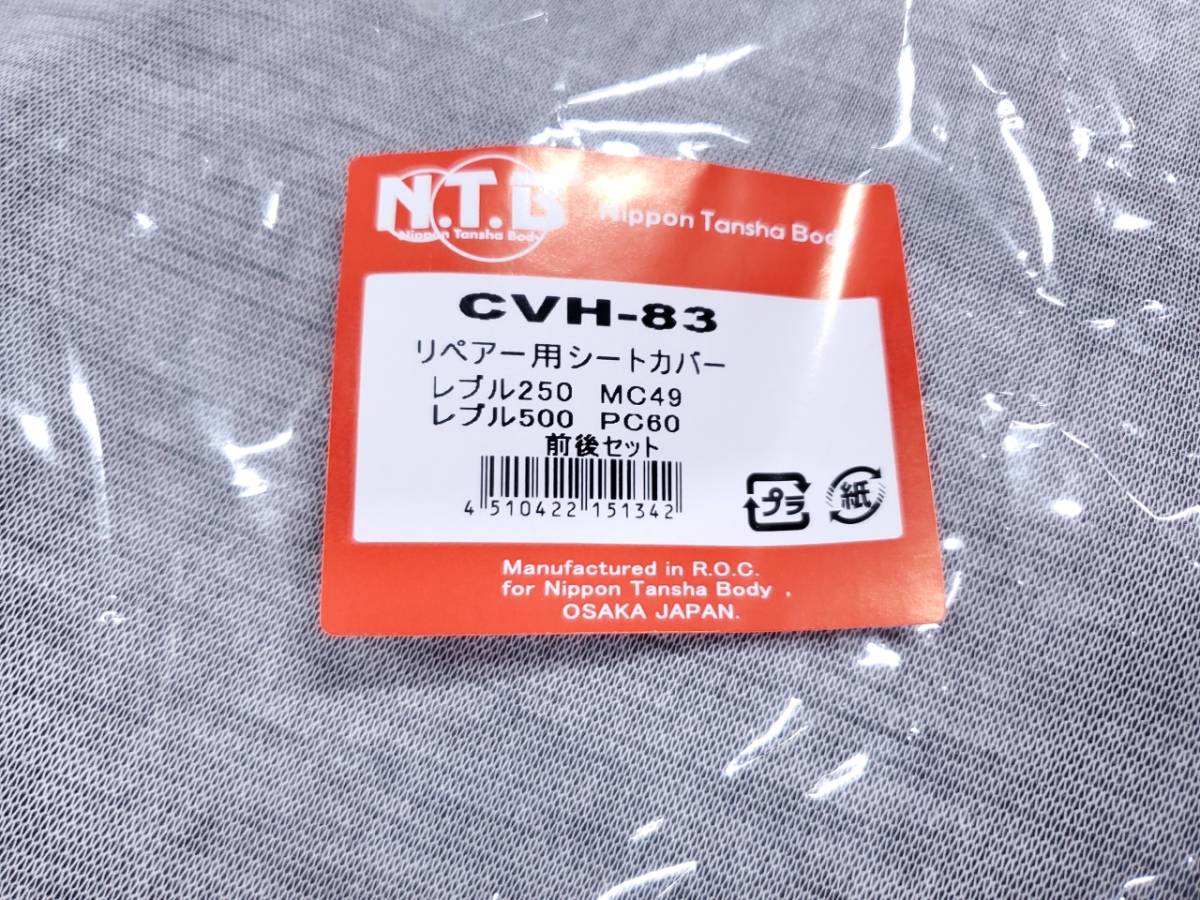 N.T.B
Nippon Tansha Body
Nippon Tansha Body
CVH-83
リペアー用シートカバー
レブル250 MC49
レブル500 PC60
前後セット
4 510422 151342
プラ
紙
Manufactured in R.O.C.
for Nippon Tansha Body .
OSAKA JAPAN.